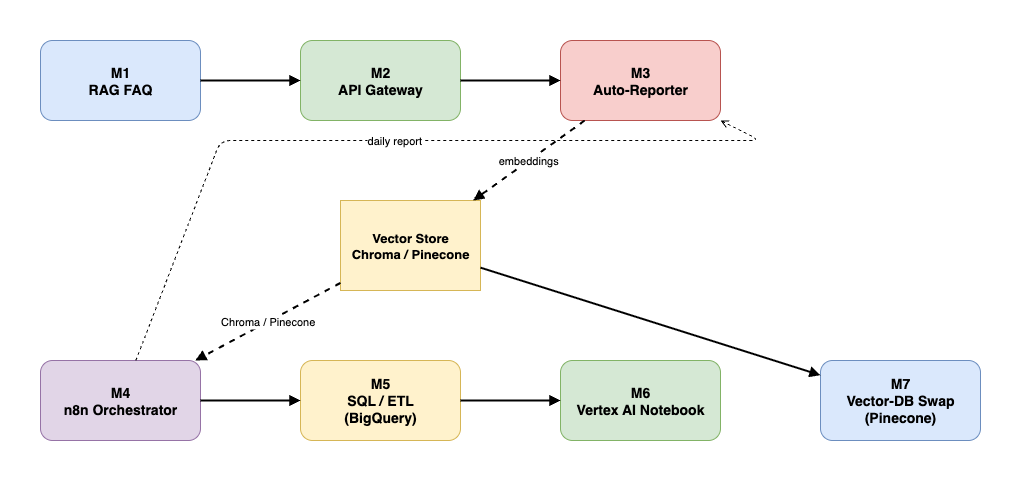 M1
RAG FAQ
M2
API Gateway
M3
Auto-Reporter
daily report
embeddings
Vector Store
Chroma / Pinecone
Chroma / Pinecone
M4
n8n Orchestrator
M5
SQL / ETL
(BigQuery)
M6
Vertex AI Notebook
M7
Vector-DB Swap
(Pinecone)